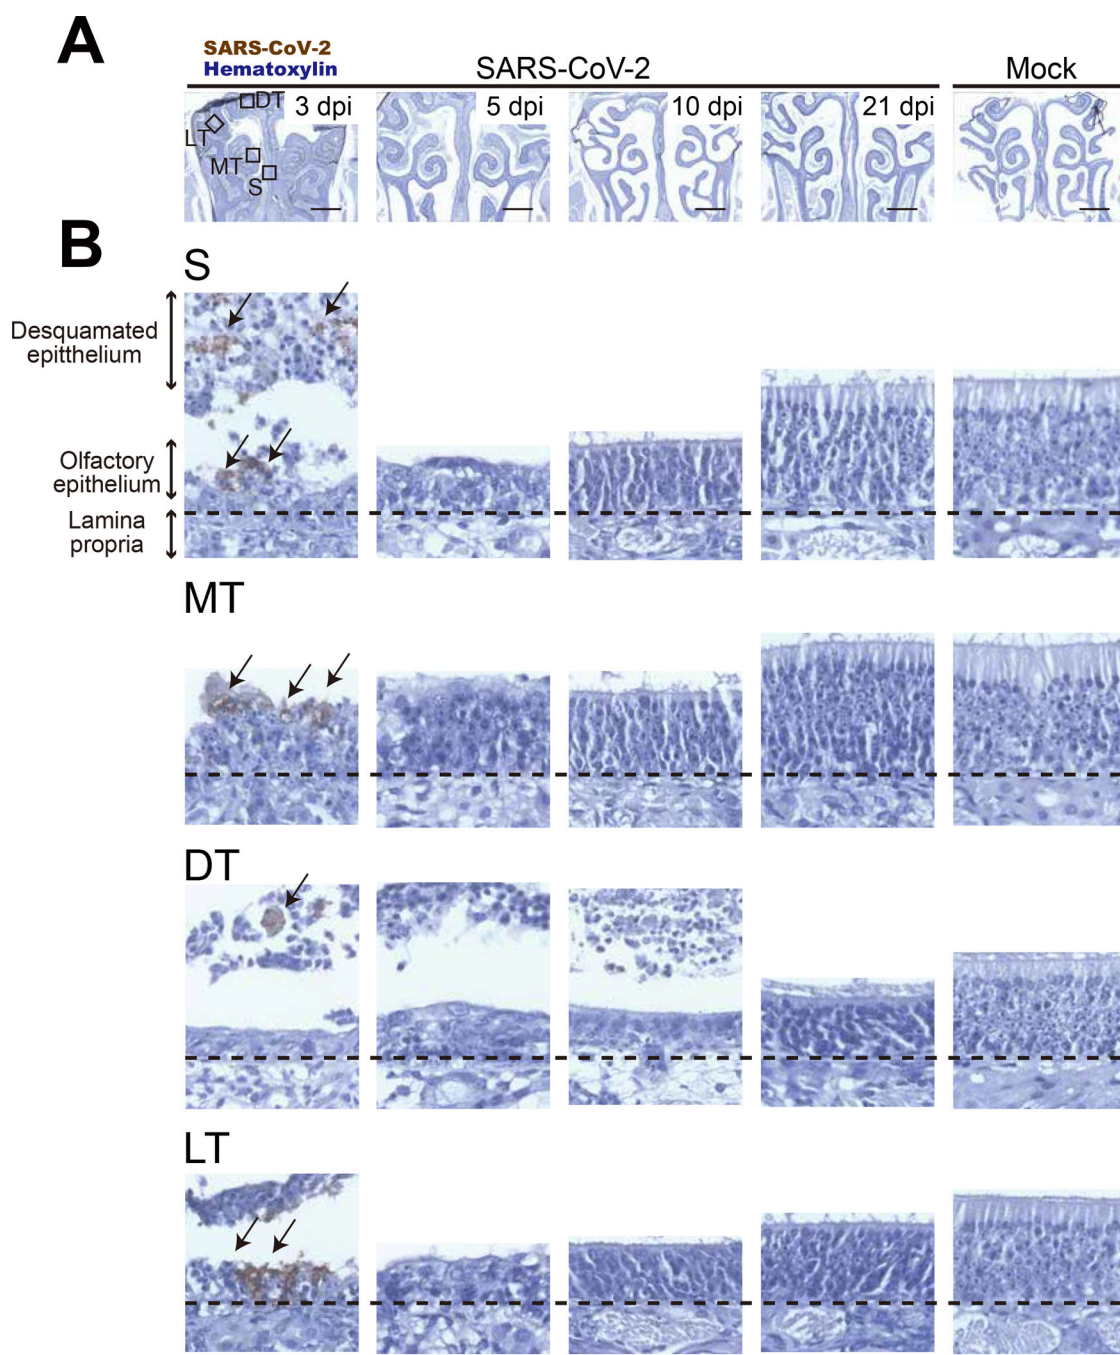 A
SARS-CoV-2
Hematoxylin
SARS-CoV-2
Mock
3 dpi
5 dpi
10 dpi
21 dpi
DT
LT
MT
S
B
S
Desquamated
epitthelium
Olfactory
epithelium
Lamina
propria
MT
DT
LT